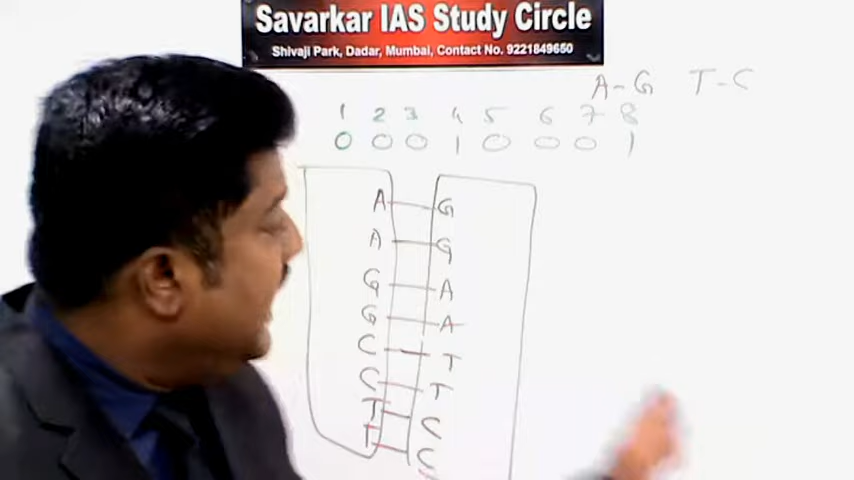 Savarkar IAS Study Circle
Shivaji Park, Dadar, Mumbai, Contact No. 9221849650
A-G T-C
1 2 3 4 5 6 7 8
0 0 0 1 0 0 0 1
A G
A G
G A
G A
C T
C T
T C
T C